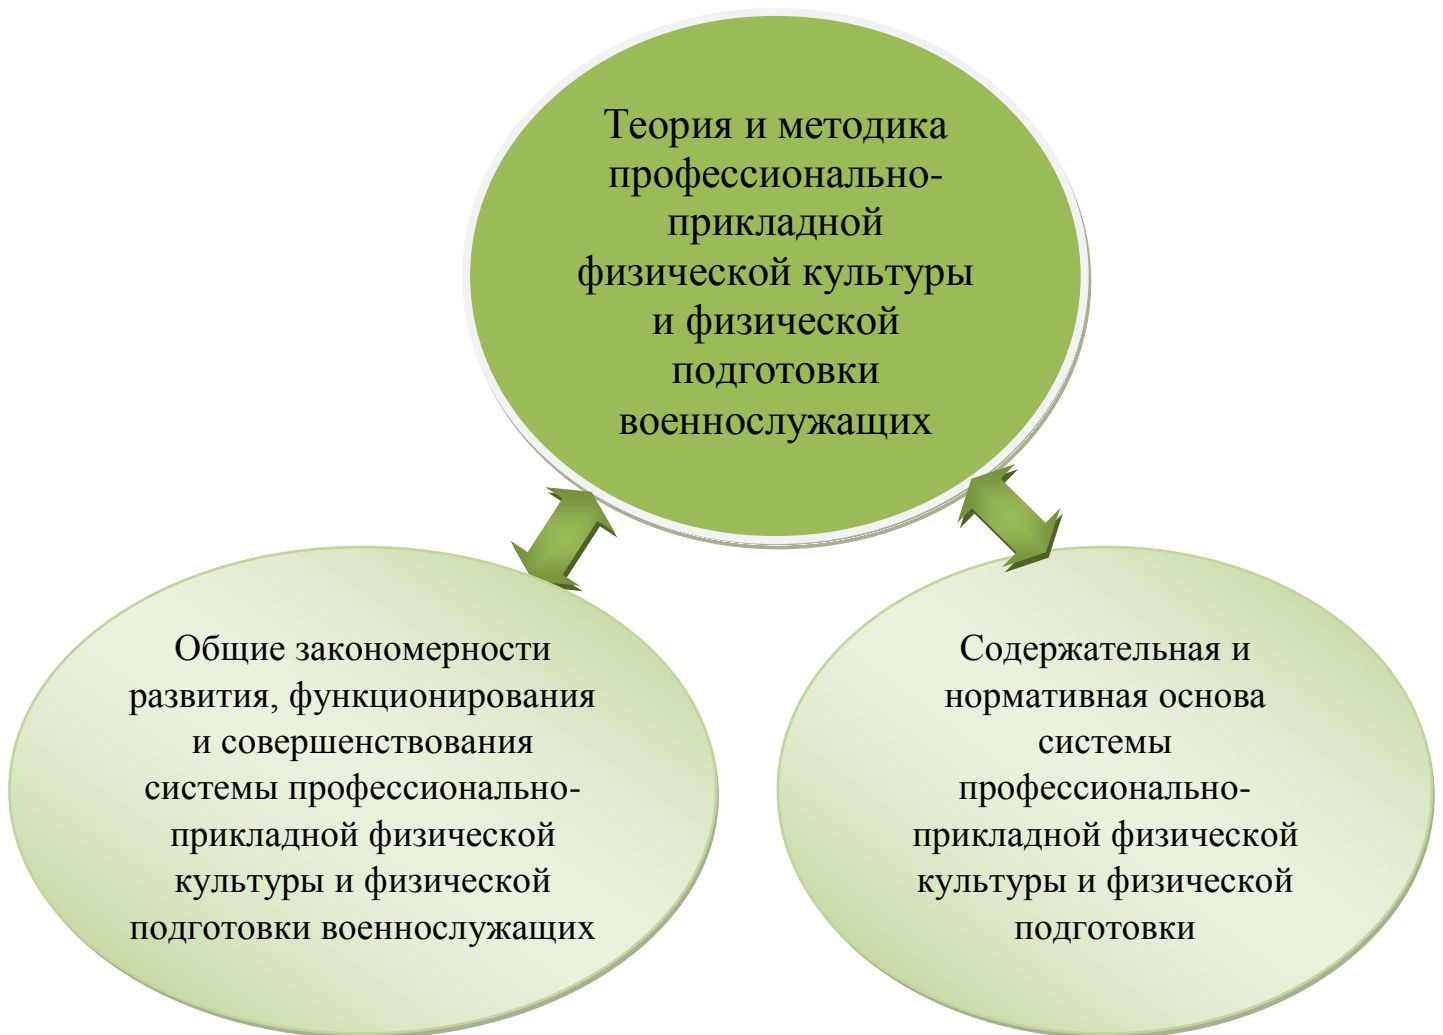 Теория и методика
профессионально-
прикладной
физической культуры
и физической
подготовки
военнослужащих
Общие закономерности
развития, функционирования
и совершенствования
системы профессионально-
прикладной физической
культуры и физической
подготовки военнослужащих
Содержательная и
нормативная основа
системы
профессионально-
прикладной физической
культуры и физической
подготовки